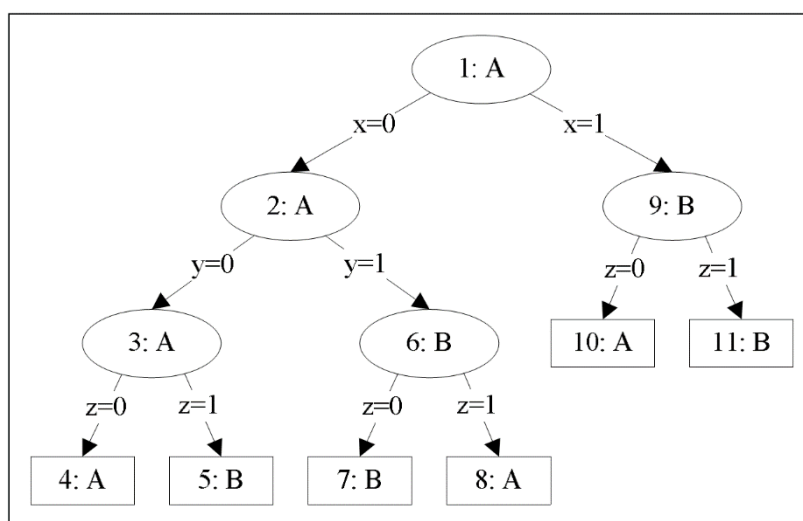 1: A
x=0 x=1
2: A 9: B
y=0 y=1 z=0 z=1
3: A 6: B 10: A 11: B
z=0 z=1 z=0 z=1
4: A 5: B 7: B 8: A